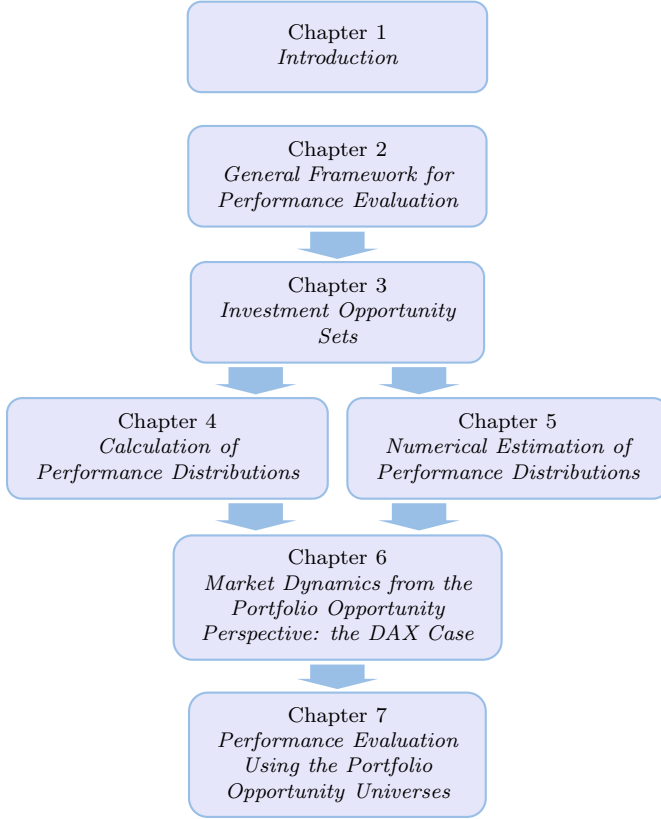 Chapter 1
Introduction
Chapter 2
General Framework for
Performance Evaluation
Chapter 3
Investment Opportunity
Sets
Chapter 4
Calculation of
Performance Distributions
Chapter 5
Numerical Estimation of
Performance Distributions
Chapter 6
Market Dynamics from the
Portfolio Opportunity
Perspective: the DAX Case
Chapter 7
Performance Evaluation
Using the Portfolio
Opportunity Universes